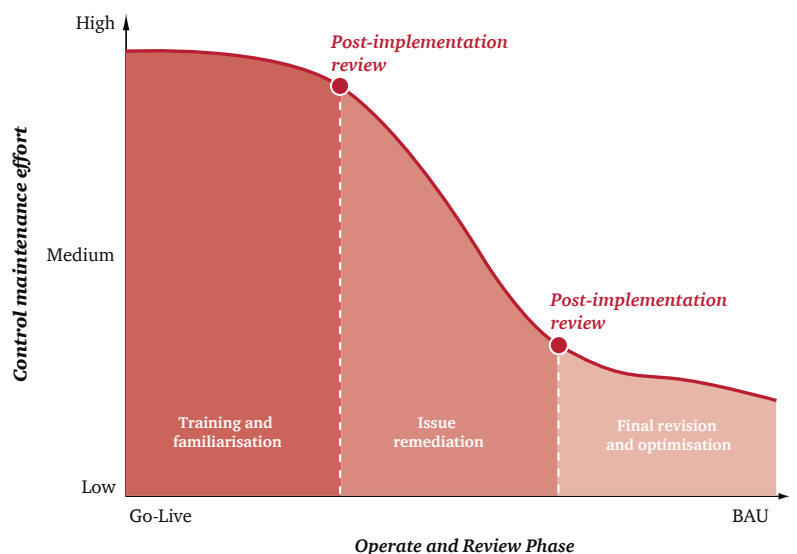 High
Post-implementation
review
Control maintenance effort
Medium
Post-implementation
review
Training and
familiarisation
Issue
remediation
Final revision
and optimisation
Low
Go-Live
BAU
Operate and Review Phase